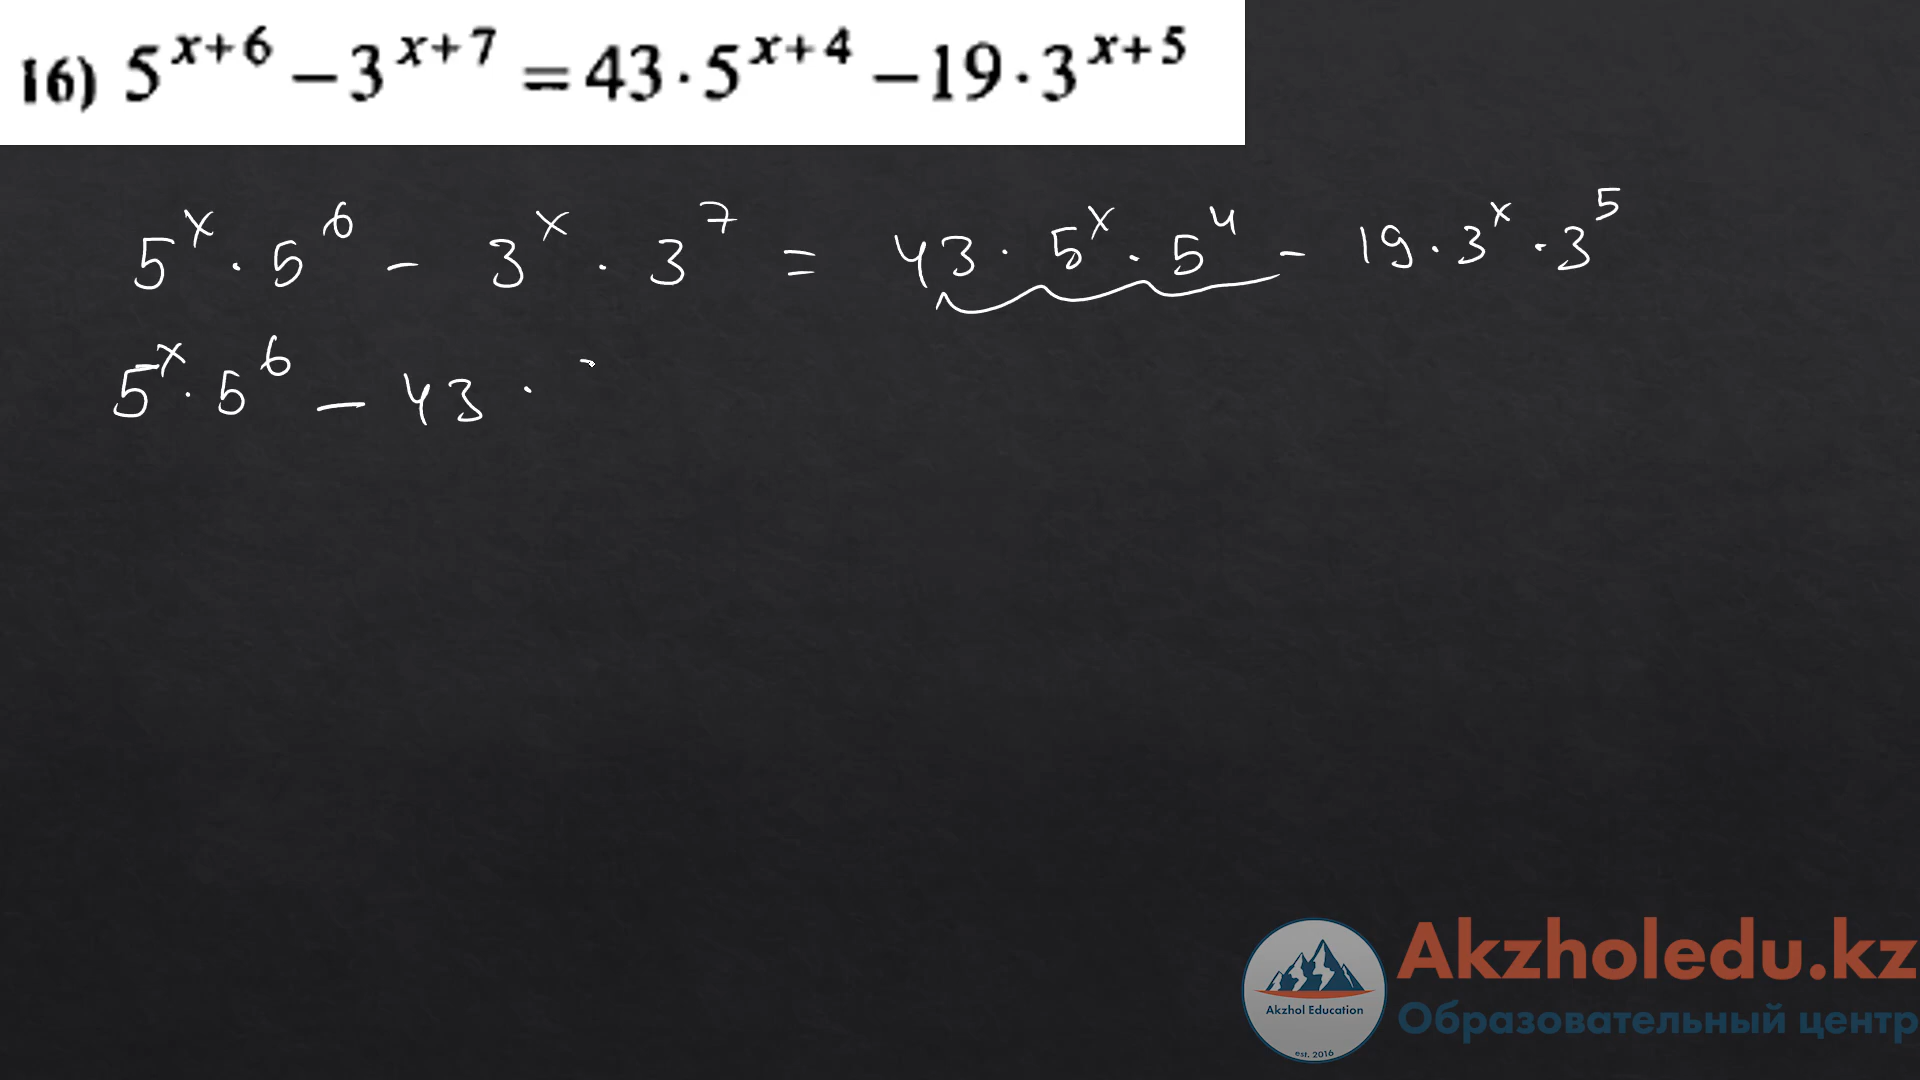 16) 5^{x+6} − 3^{x+7} = 43 · 5^{x+4} − 19 · 3^{x+5}
5^x · 5^6 − 3^x · 3^7 = 43 · 5^x · 5^4 − 19 · 3^x · 3^5
5^x · 5^6 − 43 ·
Akzholedu.kz
Образовательный центр
Akzhol Education
est. 2016